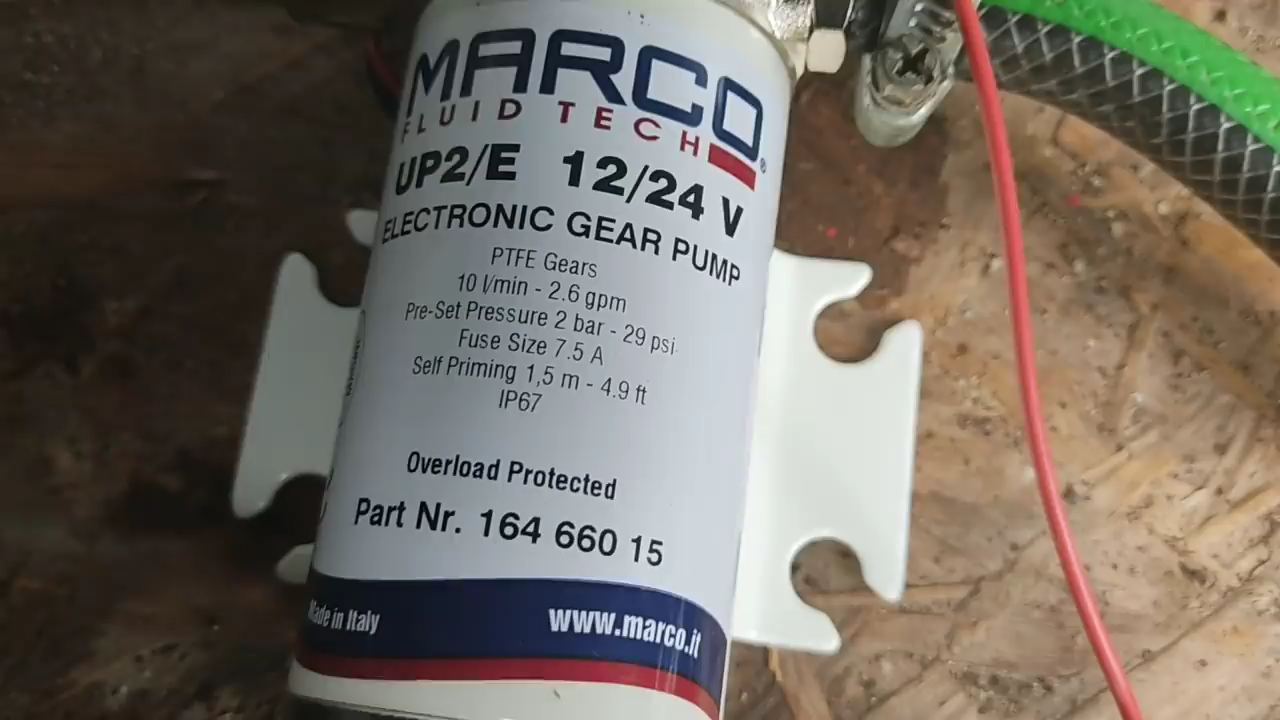 MARCO
FLUID TECH®
UP2/E 12/24 V
ELECTRONIC GEAR PUMP
PTFE Gears
10 l/min - 2.6 gpm
Pre-Set Pressure 2 bar - 29 psi
Fuse Size 7.5 A
Self Priming 1,5 m - 4.9 ft
IP67
Overload Protected
Part Nr. 164 660 15
Made in Italy
www.marco.it